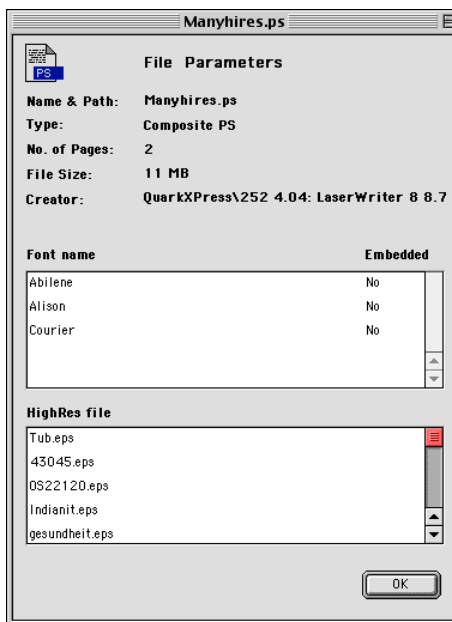 Manyhires.ps
PS
File Parameters
Name & Path: Manyhires.ps
Type: Composite PS
No. of Pages: 2
File Size: 11 MB
Creator: QuarkXPress\252 4.04: LaserWriter 8 8.7
Font name Embedded
Abilene No
Alison No
Courier No
HighRes file
Tub.eps
43045.eps
OS22120.eps
Indianit.eps
gesundheit.eps
OK